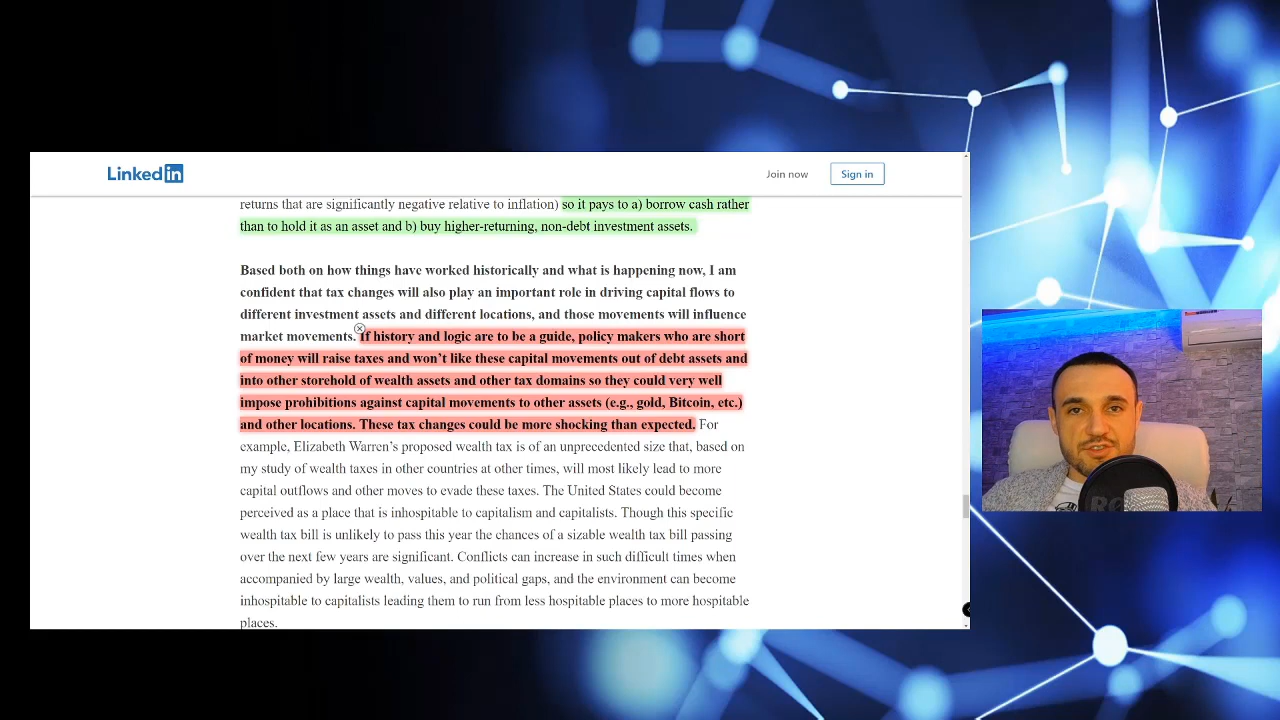 LinkedIn
Join now
Sign in
returns that are significantly negative relative to inflation) so it pays to a) borrow cash rather
than to hold it as an asset and b) buy higher-returning, non-debt investment assets.
Based both on how things have worked historically and what is happening now, I am
confident that tax changes will also play an important role in driving capital flows to
different investment assets and different locations, and those movements will influence
market movements. If history and logic are to be a guide, policy makers who are short
of money will raise taxes and won’t like these capital movements out of debt assets and
into other storehold of wealth assets and other tax domains so they could very well
impose prohibitions against capital movements to other assets (e.g., gold, Bitcoin, etc.)
and other locations. These tax changes could be more shocking than expected. For
example, Elizabeth Warren’s proposed wealth tax is of an unprecedented size that, based on
my study of wealth taxes in other countries at other times, will most likely lead to more
capital outflows and other moves to evade these taxes. The United States could become
perceived as a place that is inhospitable to capitalism and capitalists. Though this specific
wealth tax bill is unlikely to pass this year the chances of a sizable wealth tax bill passing
over the next few years are significant. Conflicts can increase in such difficult times when
accompanied by large wealth, values, and political gaps, and the environment can become
inhospitable to capitalists leading them to run from less hospitable places to more hospitable
places.